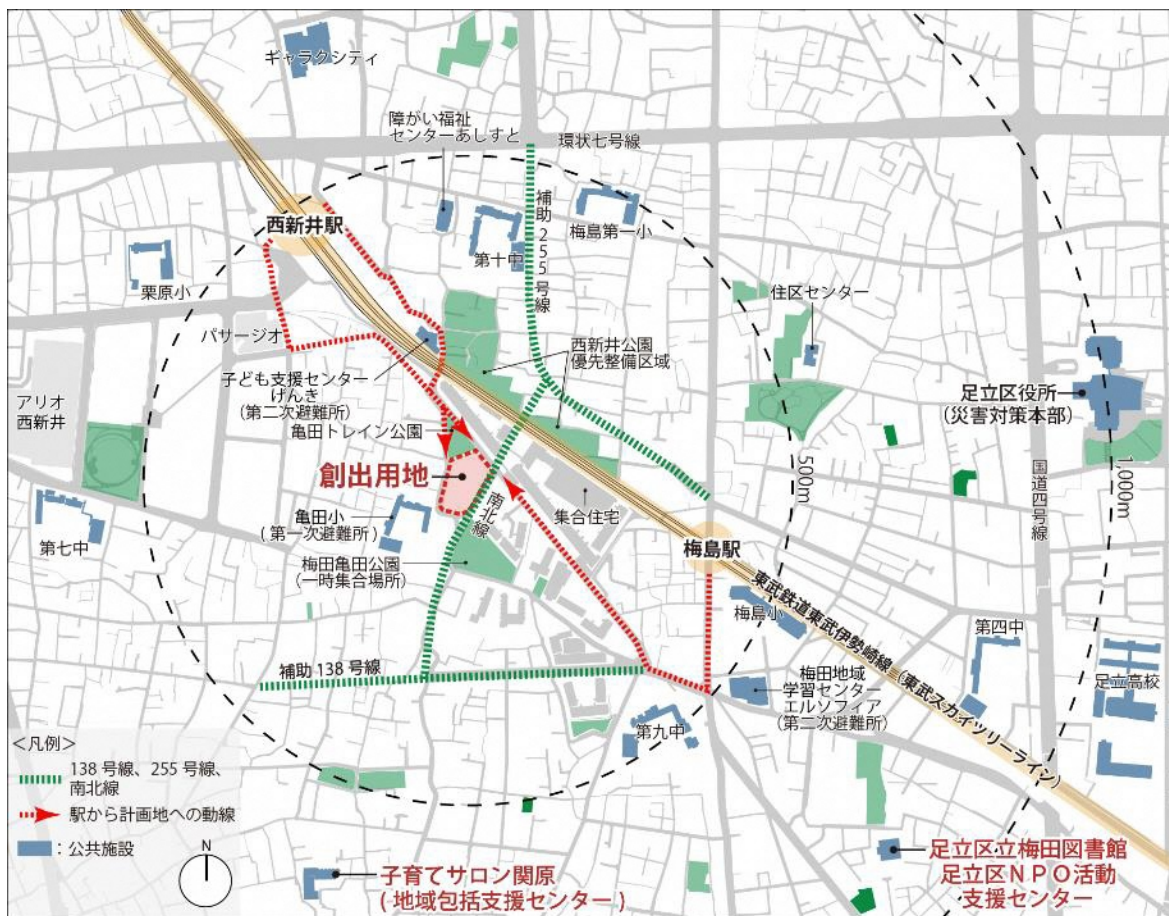 ギャラクシティ
障がい福祉
センターあしすと
環状七号線
西新井駅
補助255号線
梅島第一小
第十中
栗原小
住区センター
パサージオ
西新井公園
優先整備区域
子ども支援センター
げんき
(第二次避難所)
足立区役所
(災害対策本部)
アリオ
西新井
亀田トレイン公園
創出用地
500m
国道四号線
1,000m
南北線
集合住宅
亀田小
(第一次避難所)
第七中
梅島駅
梅田亀田公園
(一時集合場所)
東武鉄道東武伊勢崎線(東武スカイツリーライン)
梅島小
第四中
補助138号線
梅田地域
学習センター
エルソフィア
(第二次避難所)
足立高校
第九中
<凡例>
138号線、255号線、
南北線
駅から計画地への動線
:公共施設
N
子育てサロン関原
(地域包括支援センター)
足立区立梅田図書館
足立区NPO活動
支援センター